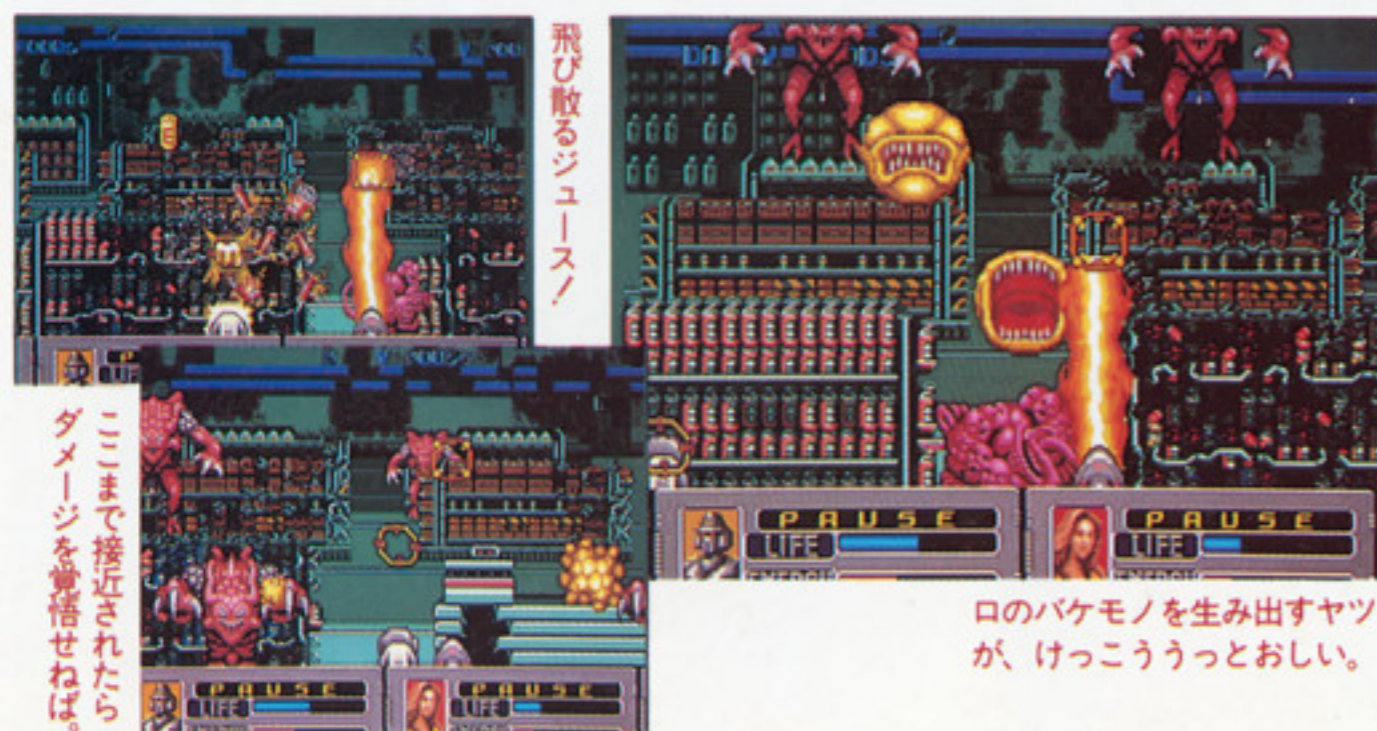 飛び散るジュース!
PAUSE
LIFE
PAUSE
LIFE
口のバケモノを生み出すヤツ
が、けっこううっとおしい。
ここまで接近されたら
ダメージを覚悟せねば。
PAUSE
LIFE
PAUSE
LIFE